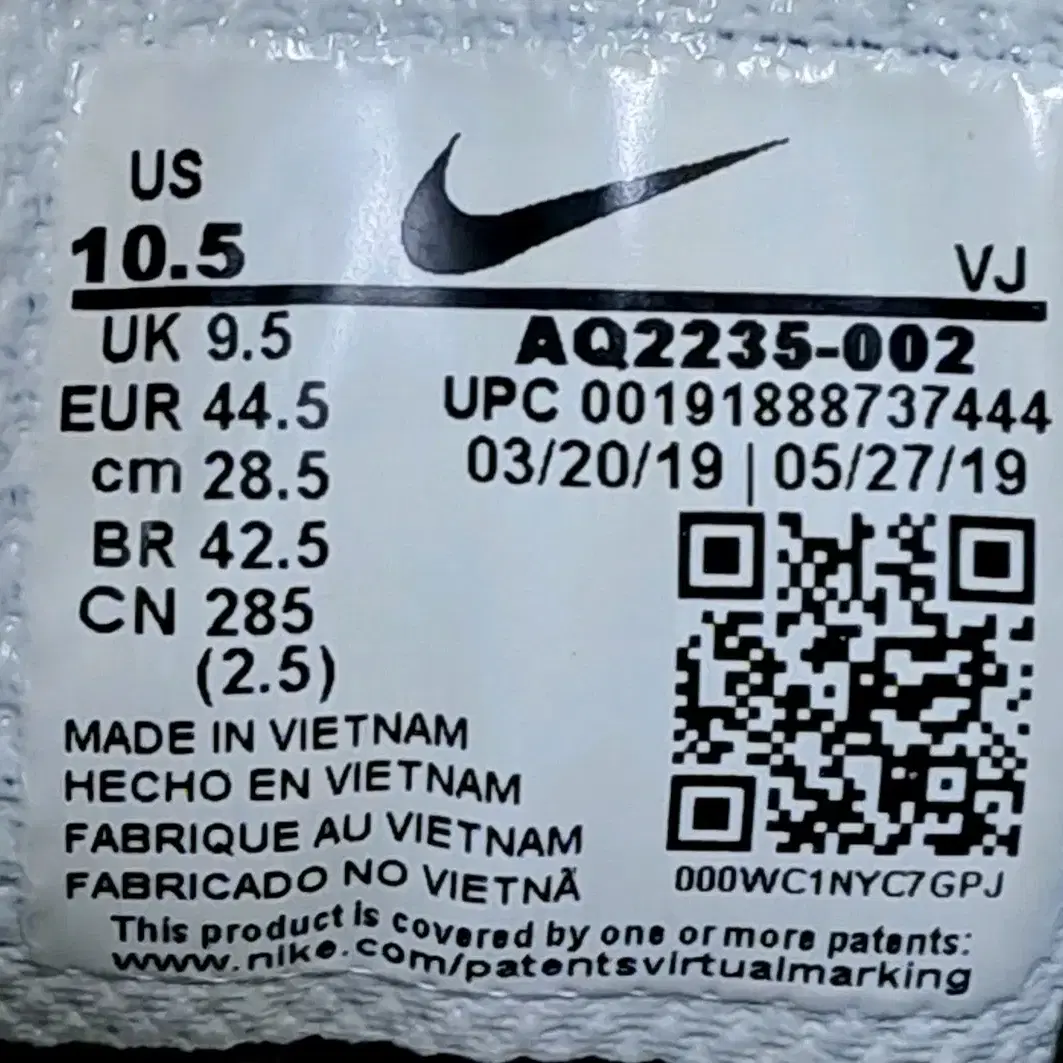 US
10.5
VJ
UK 9.5
AQ2235-002
EUR 44.5
UPC 00191888737444
cm 28.5
03/20/19 | 05/27/19
BR 42.5
CN 285
(2.5)
MADE IN VIETNAM
HECHO EN VIETNAM
FABRIQUE AU VIETNAM
FABRICADO NO VIETNÃ
000WC1NYC7GPJ
This product is covered by one or more patents:
www.nike.com/patentsvirtualmarking